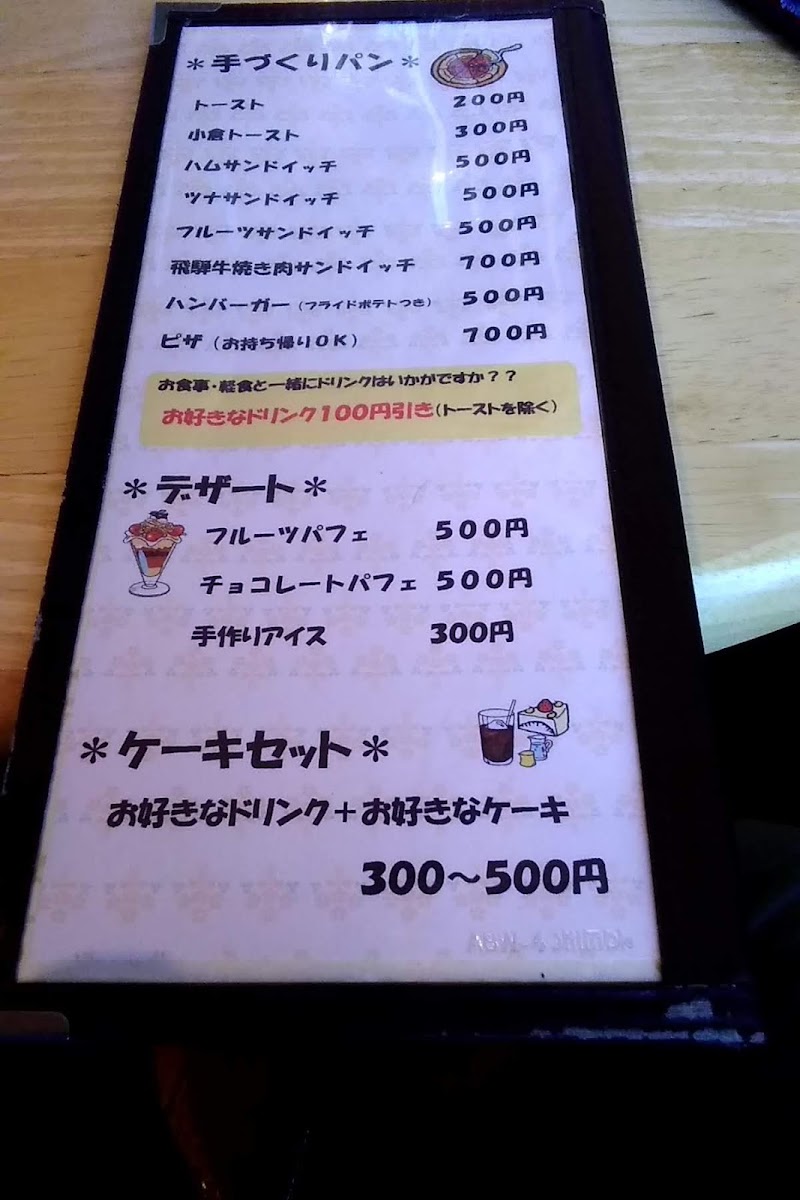 ＊手づくりパン＊
トースト 200円
小倉トースト 300円
ハムサンドイッチ 500円
ツナサンドイッチ 500円
フルーツサンドイッチ 500円
飛騨牛焼き肉サンドイッチ 700円
ハンバーガー（フライドポテトつき） 500円
ピザ（お持ち帰りOK） 700円
お食事・軽食と一緒にドリンクはいかがですか？？
お好きなドリンク100円引き（トーストを除く）
＊デザート＊
フルーツパフェ 500円
チョコレートパフェ 500円
手作りアイス 300円
＊ケーキセット＊
お好きなドリンク＋お好きなケーキ
300～500円